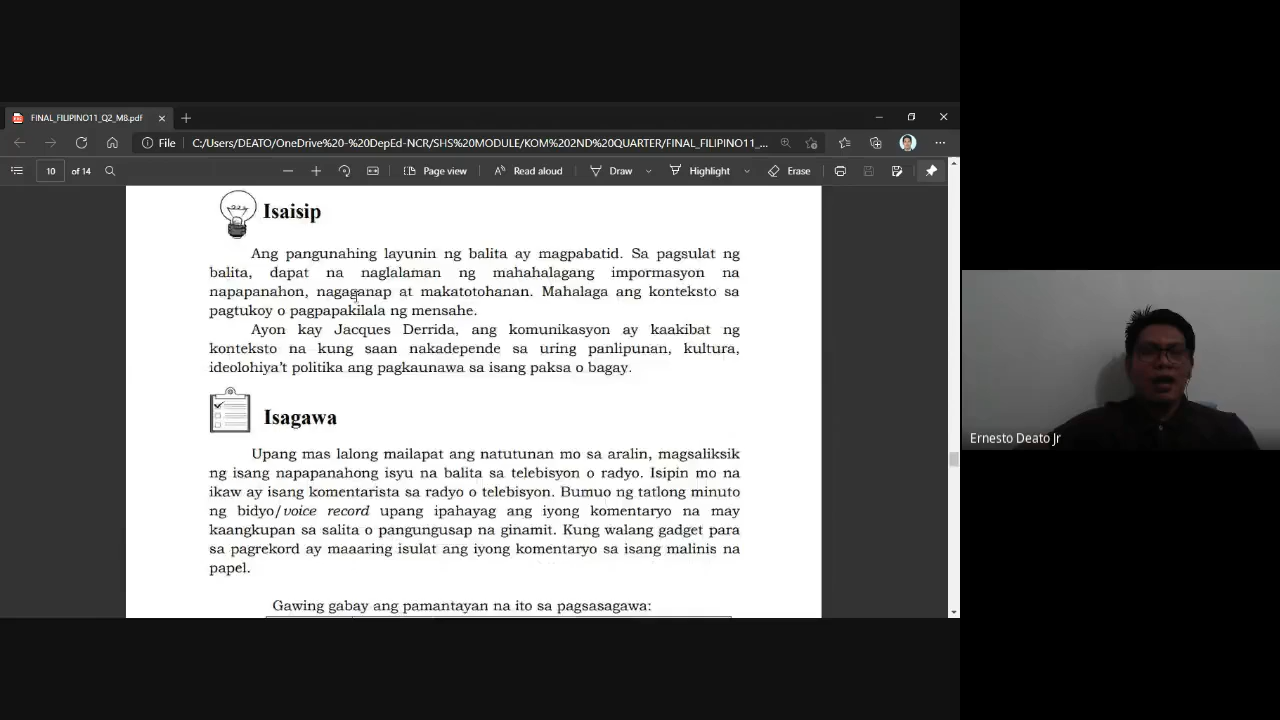 FINAL_FILIPINO11_Q2_M8.pdf
File
C:/Users/DEATO/OneDrive%20-%20DepEd-NCR/SHS%20MODULE/KOM%202ND%20QUARTER/FINAL_FILIPINO11_...
10 of 14
Page view
Read aloud
Draw
Highlight
Erase
Isaisip
Ang pangunahing layunin ng balita ay magpabatid. Sa pagsulat ng
balita, dapat na naglalaman ng mahahalagang impormasyon na
napapanahon, nagaganap at makatotohanan. Mahalaga ang konteksto sa
pagtukoy o pagpapakilala ng mensahe.
Ayon kay Jacques Derrida, ang komunikasyon ay kaakibat ng
konteksto na kung saan nakadepende sa uring panlipunan, kultura,
ideolohiya't politika ang pagkaunawa sa isang paksa o bagay.
Isagawa
Upang mas lalong mailapat ang natutunan mo sa aralin, magsaliksik
ng isang napapanahong isyu na balita sa telebisyon o radyo. Isipin mo na
ikaw ay isang komentarista sa radyo o telebisyon. Bumuo ng tatlong minuto
ng bidyo/voice record upang ipahayag ang iyong komentaryo na may
kaangkupan sa salita o pangungusap na ginamit. Kung walang gadget para
sa pagrekord ay maaaring isulat ang iyong komentaryo sa isang malinis na
papel.
Gawing gabay ang pamantayan na ito sa pagsasagawa:
Ernesto Deato Jr